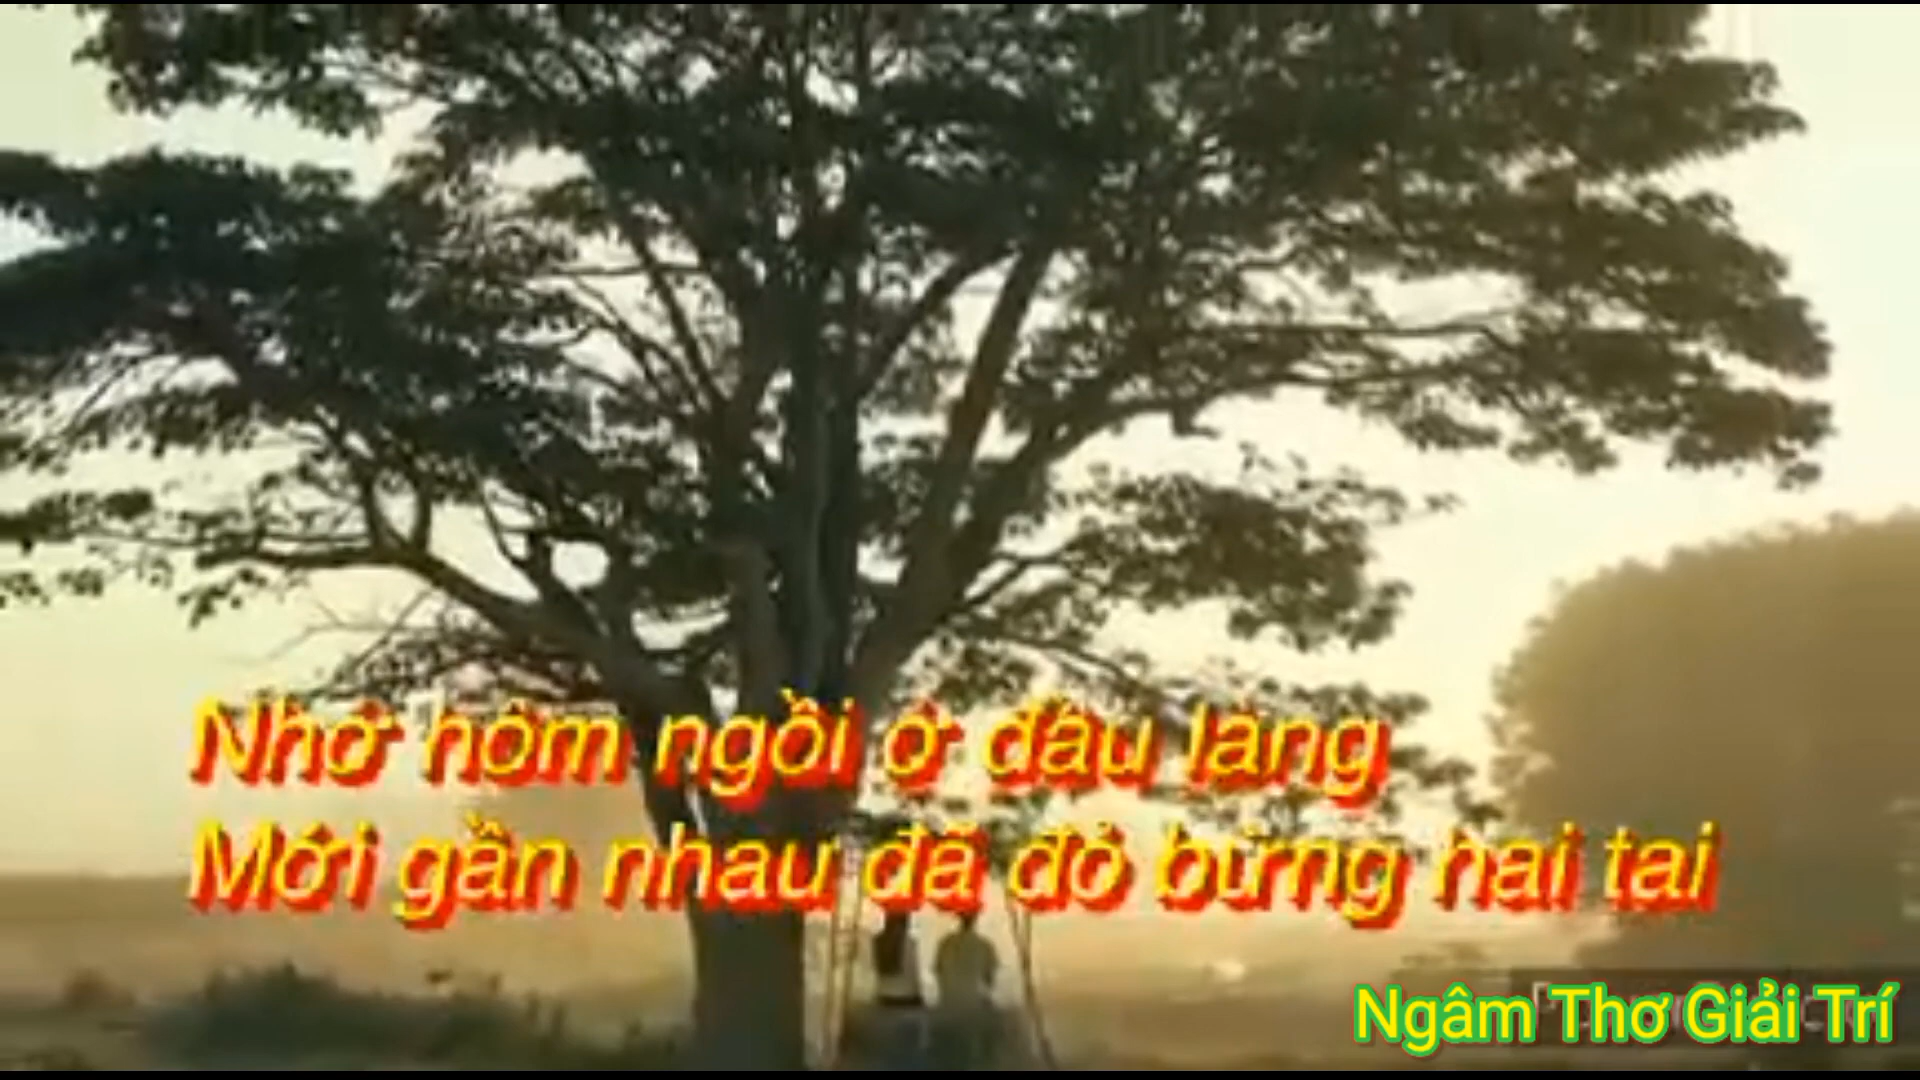 Nhớ hôm ngồi ở đầu làng
Mới gần nhau đã đỏ bừng hai tai
Ngâm Thơ Giải Trí